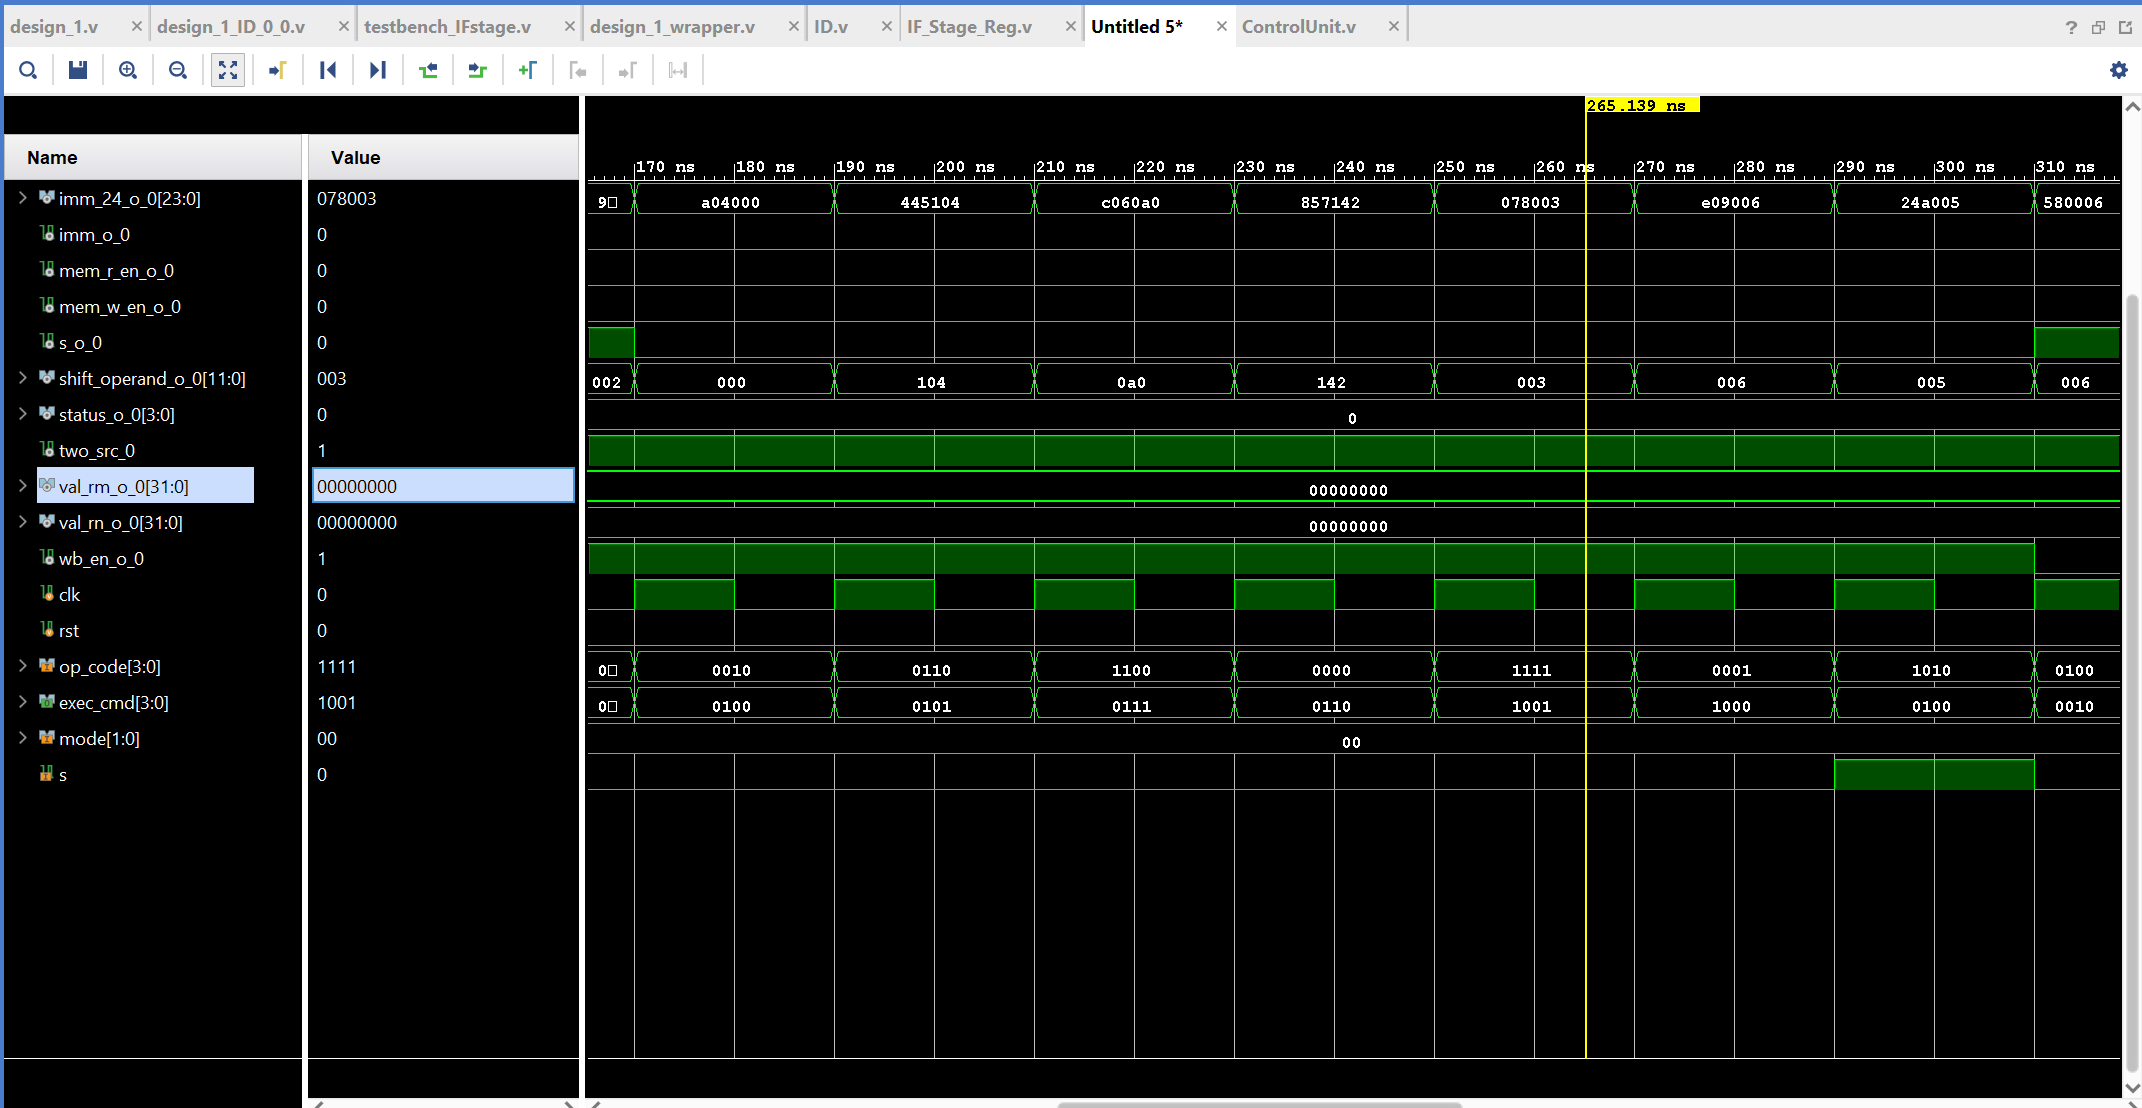 design_1.v design_1_ID_0_0.v testbench_IFstage.v design_1_wrapper.v ID.v IF_Stage_Reg.v Untitled 5* ControlUnit.v
265.139 ns
Name Value
170 ns 180 ns 190 ns 200 ns 210 ns 220 ns 230 ns 240 ns 250 ns 260 ns 270 ns 280 ns 290 ns 300 ns 310 ns
imm_24_o_0[23:0] 078003 9 a04000 445104 c060a0 857142 078003 e09006 24a005 580006
imm_o_0 0
mem_r_en_o_0 0
mem_w_en_o_0 0
s_o_0 0
shift_operand_o_0[11:0] 003 002 000 104 0a0 142 003 006 005 006
status_o_0[3:0] 0 0
two_src_0 1
val_rm_o_0[31:0] 00000000 00000000
val_rn_o_0[31:0] 00000000 00000000
wb_en_o_0 1
clk 0
rst 0
op_code[3:0] 1111 0 0010 0110 1100 0000 1111 0001 1010 0100
exec_cmd[3:0] 1001 0 0100 0101 0111 0110 1001 1000 0100 0010
mode[1:0] 00 00
s 0